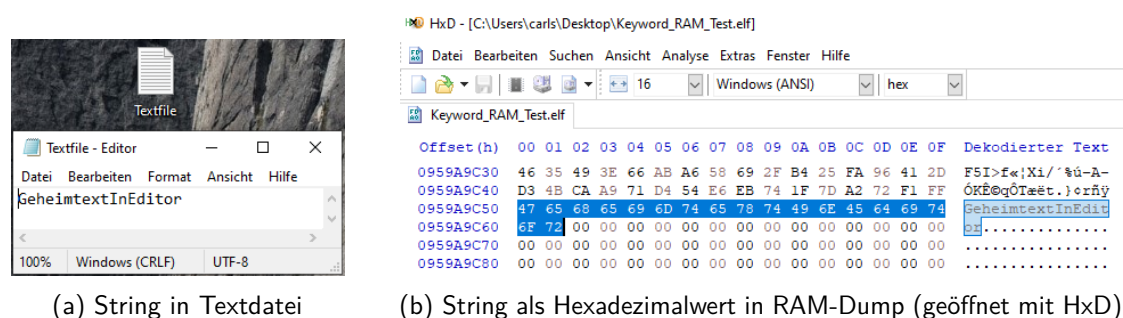 Textfile
Textfile - Editor
Datei Bearbeiten Format Ansicht Hilfe
GeheimtextInEditor
100% Windows (CRLF) UTF-8
(a) String in Textdatei
HxD - [C:\Users\carls\Desktop\Keyword_RAM_Test.elf]
Datei Bearbeiten Suchen Ansicht Analyse Extras Fenster Hilfe
16 Windows (ANSI) hex
Keyword_RAM_Test.elf
Offset(h) 00 01 02 03 04 05 06 07 08 09 0A 0B 0C 0D 0E 0F Dekodierter Text
0959A9C30 46 35 49 3E 66 AB A6 58 69 2F B4 25 FA 96 41 2D F5I>f«¦Xi/´%ú–A-
0959A9C40 D3 4B CA A9 71 D4 54 E6 EB 74 1F 7D A2 72 F1 FF ÓKÊ©qÔTæët.}¢rñÿ
0959A9C50 47 65 68 65 69 6D 74 65 78 74 49 6E 45 64 69 74 GeheimtextInEdit
0959A9C60 6F 72 00 00 00 00 00 00 00 00 00 00 00 00 00 00 or..............
0959A9C70 00 00 00 00 00 00 00 00 00 00 00 00 00 00 00 00 ................
0959A9C80 00 00 00 00 00 00 00 00 00 00 00 00 00 00 00 00 ................
(b) String als Hexadezimalwert in RAM-Dump (geöffnet mit HxD)